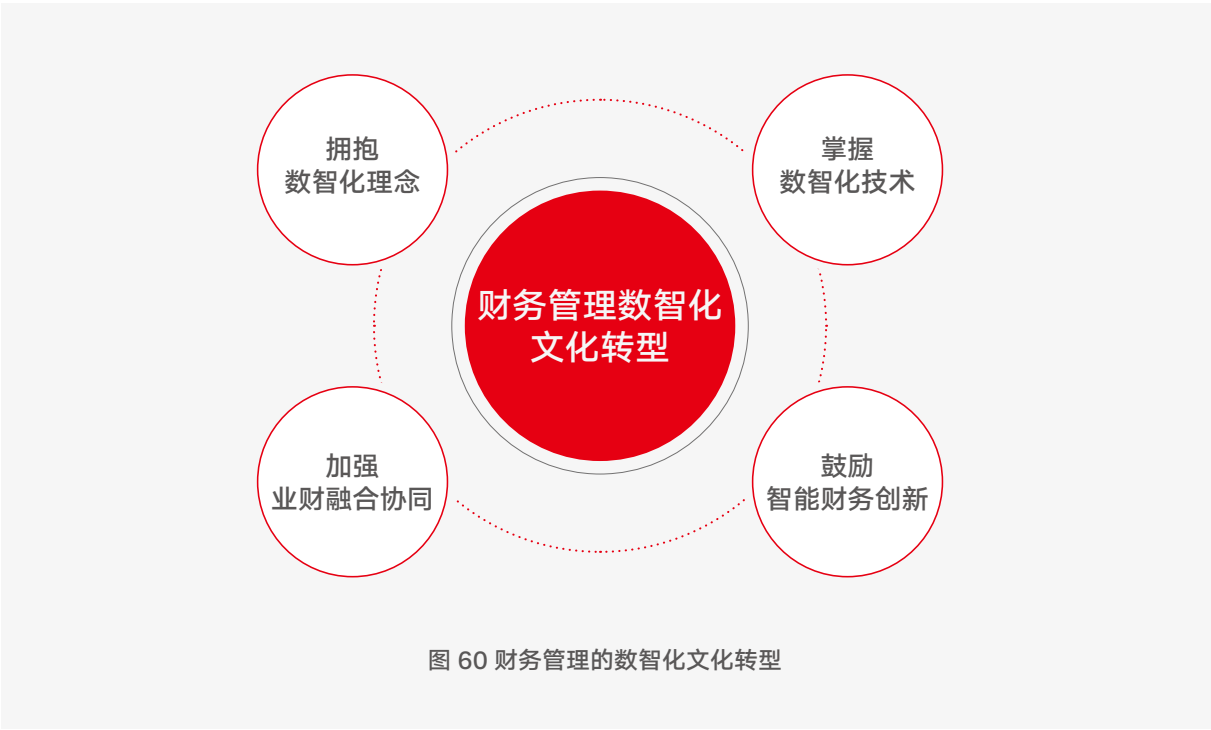 拥抱
数智化理念
掌握
数智化技术
财务管理数智化
文化转型
加强
业财融合协同
鼓励
智能财务创新
图 60 财务管理的数智化文化转型